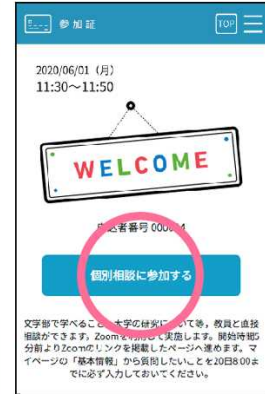 参加証
TOP
2020/06/01（月）
11:30～11:50
WELCOME
者番号 000
個別相談に参加する
文学部で学べること、大学の研究について等，教員と直接
相談ができます。Zoomを利用して実施します。開始時間5
分前よりZoomのリンクを掲載したページへ進めます。マ
イページの「基本情報」から質問したいことを20日8:00ま
でに必ず入力しておいてください。